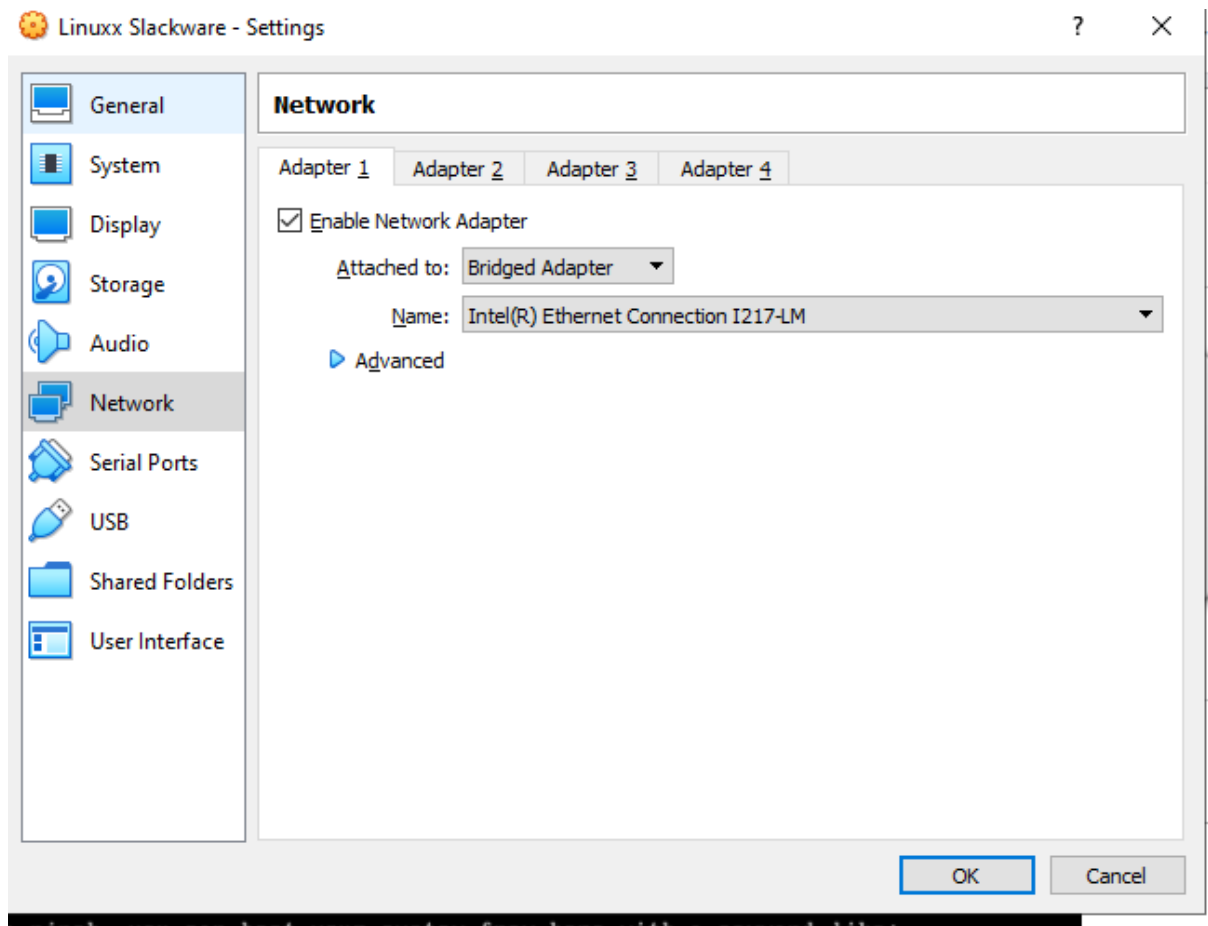 Linuxx Slackware - Settings
?
General
System
Display
Storage
Audio
Network
Serial Ports
USB
Shared Folders
User Interface
Network
Adapter 1 Adapter 2 Adapter 3 Adapter 4
Enable Network Adapter
Attached to: Bridged Adapter
Name: Intel(R) Ethernet Connection I217-LM
Advanced
OK Cancel